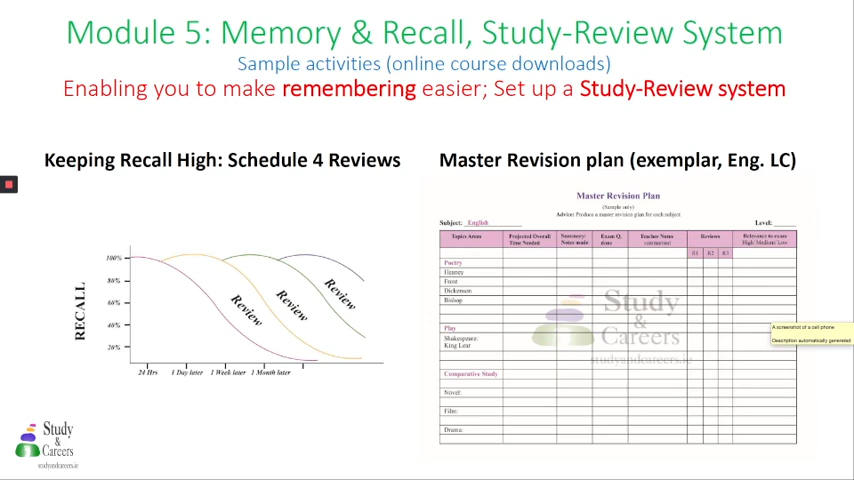 Module 5: Memory & Recall, Study-Review System
Sample activities (online course downloads)
Enabling you to make remembering easier; Set up a Study-Review system
Keeping Recall High: Schedule 4 Reviews
Master Revision plan (exemplar, Eng. LC)
RECALL
100%
80%
60%
40%
20%
Review
Review
Review
24 Hrs
1 Day later
1 Week later
1 Month later
Master Revision Plan
(Sample only)
Advice: Produce a master revision plan for each subject
Subject: English
Level:
Topics Areas
Projected Overall
Time Needed
Summary/
Notes made
Exam Q.
done
Teacher Notes
Reviews
Relevance to exam
High/ Medium/ Low
R1 R2 R3
Poetry
Heaney
Frost
Dickenson
Bishop
Play
Shakespeare:
King Lear
Comparative Study
Novel:
Film:
Drama:
Study
&
Careers
studyandcareers.ie
A screenshot of a cell phone
Description automatically generated
Study
&
Careers
studyandcareers.ie